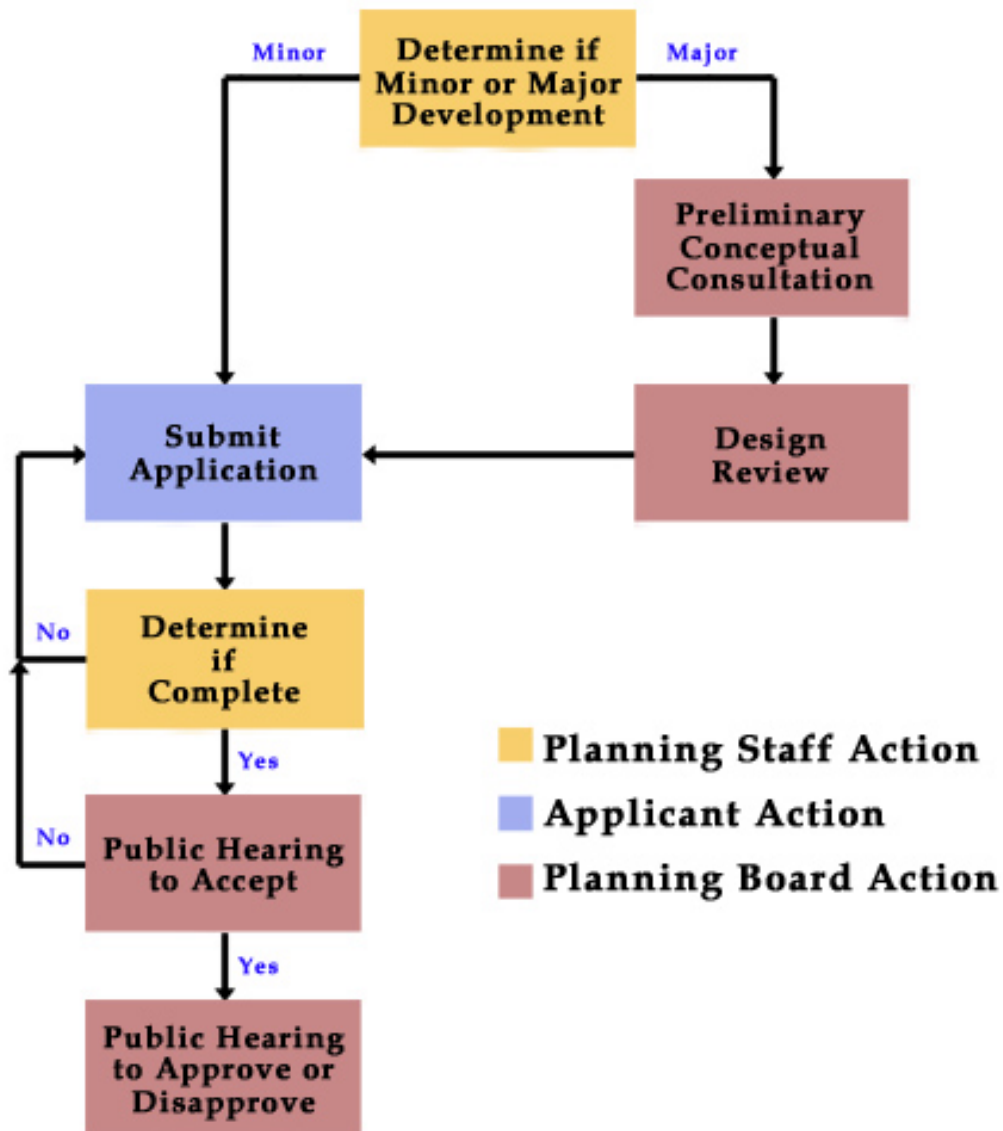 Minor
Determine if
Minor or Major
Development
Major
Preliminary
Conceptual
Consultation
Submit
Application
Design
Review
No
Determine
if
Complete
Yes
No
Public Hearing
to Accept
Yes
Public Hearing
to Approve or
Disapprove
Planning Staff Action
Applicant Action
Planning Board Action